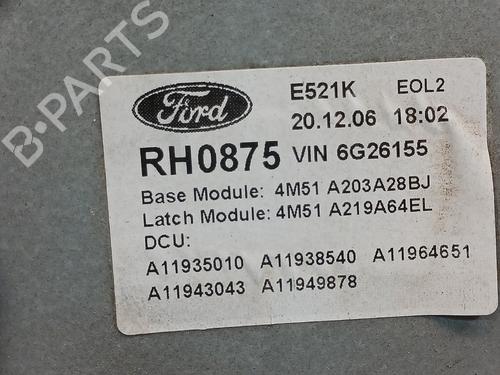 B-PARTS
Ford
E521K EOL2
20.12.06 18:02
RH0875 VIN 6G26155
Base Module: 4M51 A203A28BJ
Latch Module: 4M51 A219A64EL
DCU:
A11935010 A11938540 A11964651
A11943043 A11949878